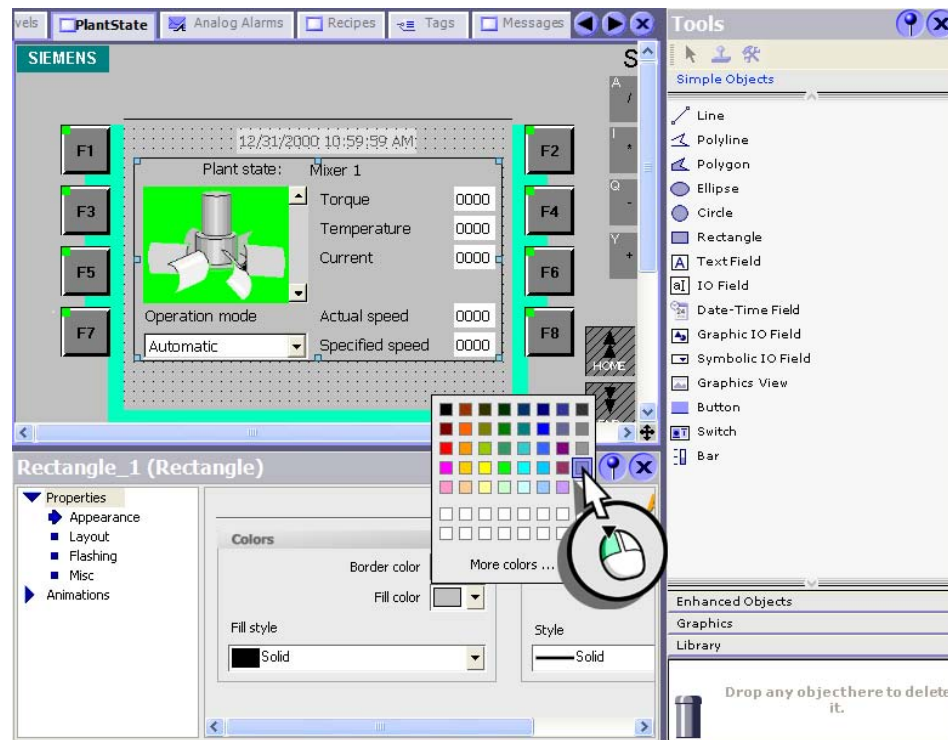 vels PlantState Analog Alarms Recipes Tags Messages
SIEMENS
S
A
/
12/31/2000 10:59:59 AM
F1
F2
I
*
Plant state: Mixer 1
Q
-
F3
Torque 0000
F4
Temperature 0000
Y
+
F5
Current 0000
F6
F7
Operation mode
Actual speed 0000
F8
Automatic
Specified speed 0000
HOME
Rectangle_1 (Rectangle)
Properties
Appearance
Layout
Flashing
Misc
Animations
Colors
Border color
Fill color
Fill style
Solid
Style
Solid
More colors ...
Tools
Simple Objects
Line
Polyline
Polygon
Ellipse
Circle
Rectangle
A TextField
aI IO Field
Date-Time Field
Graphic IO Field
Symbolic IO Field
Graphics View
Button
Switch
Bar
Enhanced Objects
Graphics
Library
Drop any objecthere to delete
it.